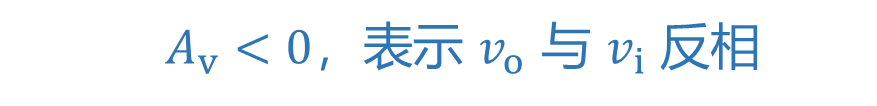 A_v < 0，表示 v_o 与 v_i 反相